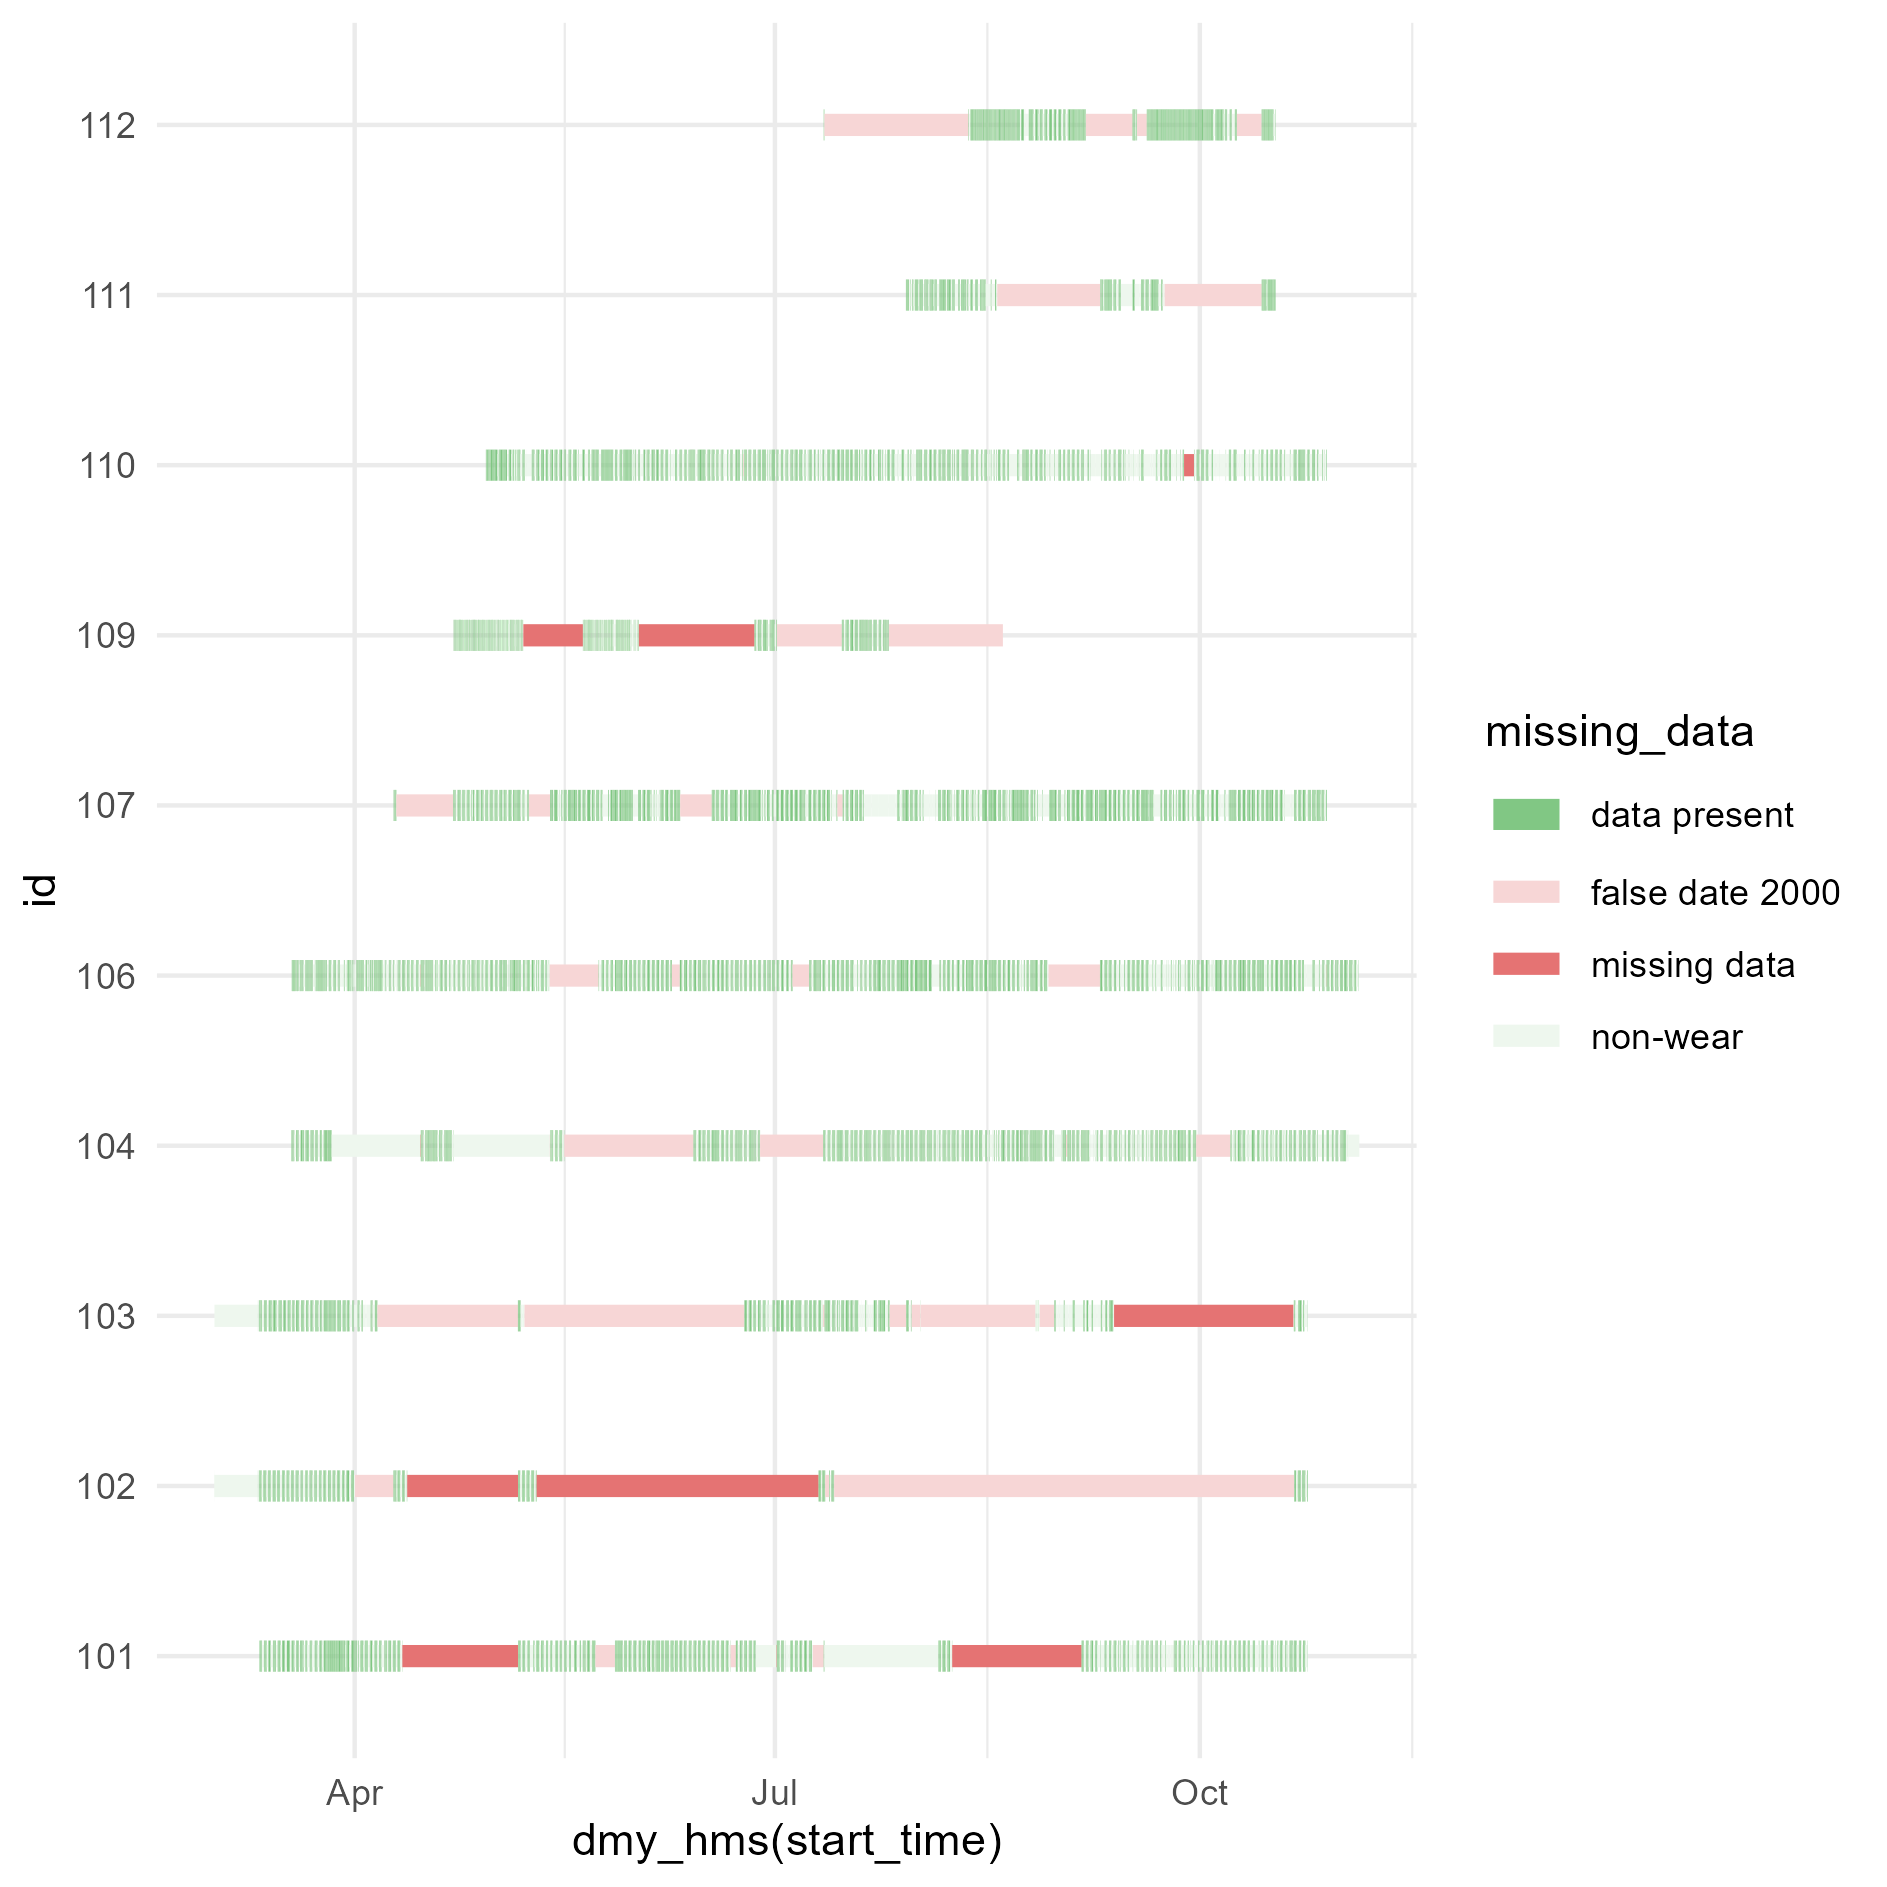 112
111
110
109
107
106
104
103
102
101
id
Apr Jul Oct
dmy_hms(start_time)
missing_data
data present
false date 2000
missing data
non-wear